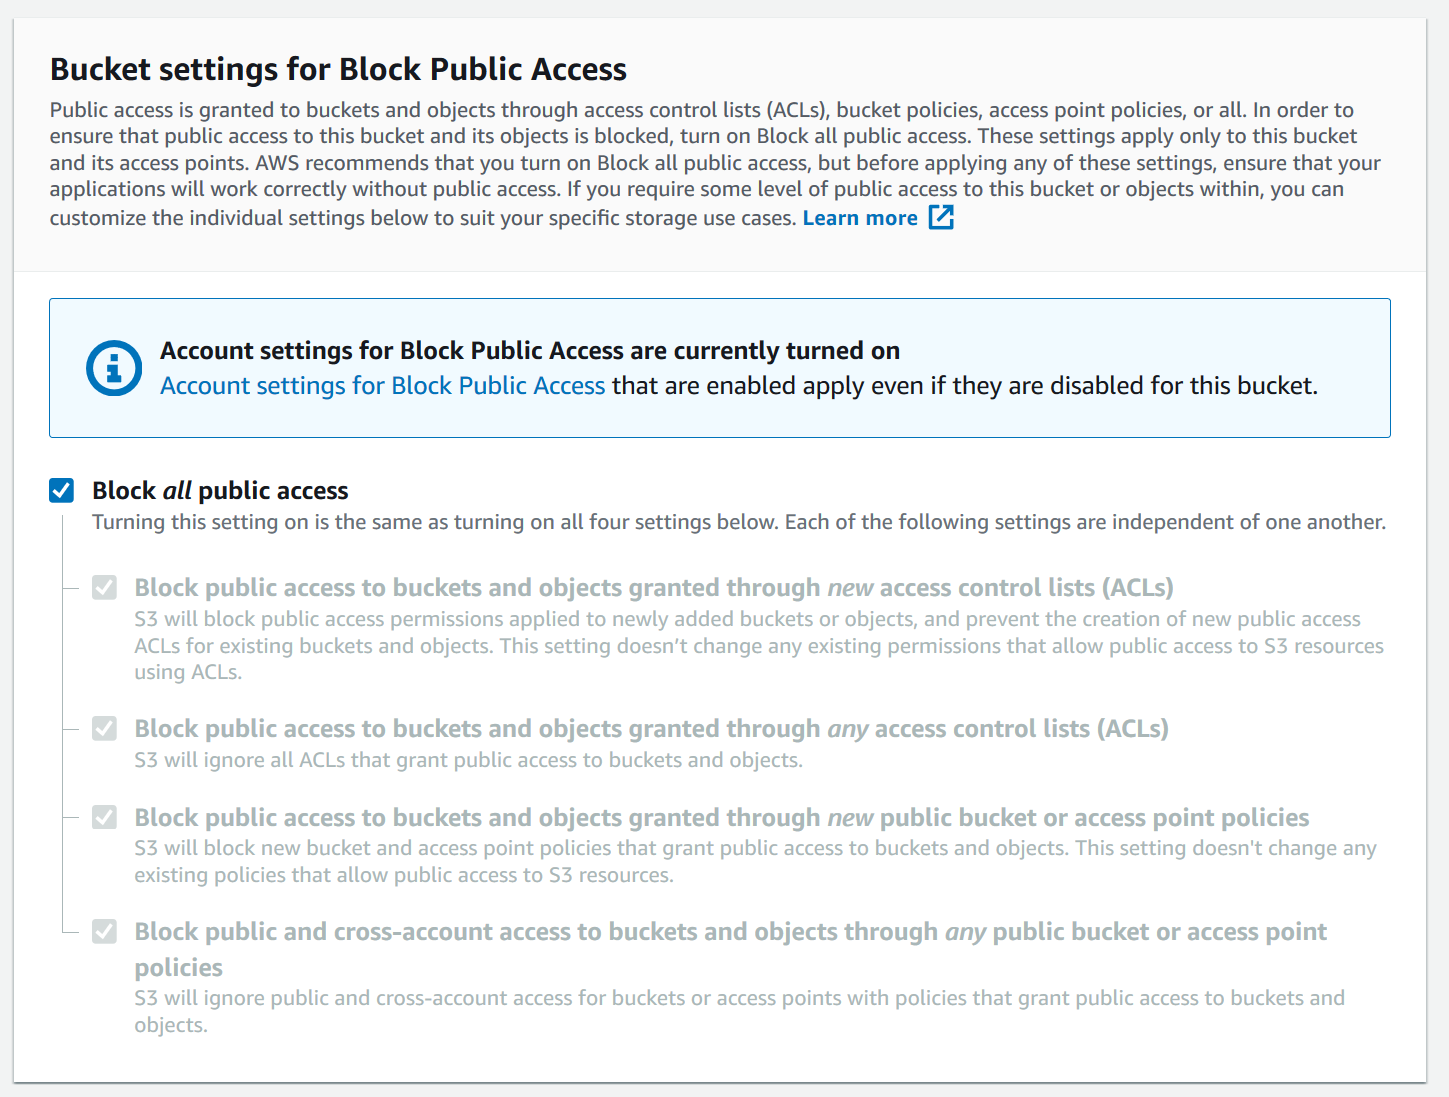 Bucket settings for Block Public Access
Public access is granted to buckets and objects through access control lists (ACLs), bucket policies, access point policies, or all. In order to
ensure that public access to this bucket and its objects is blocked, turn on Block all public access. These settings apply only to this bucket
and its access points. AWS recommends that you turn on Block all public access, but before applying any of these settings, ensure that your
applications will work correctly without public access. If you require some level of public access to this bucket or objects within, you can
customize the individual settings below to suit your specific storage use cases. Learn more
Account settings for Block Public Access are currently turned on
Account settings for Block Public Access that are enabled apply even if they are disabled for this bucket.
Block all public access
Turning this setting on is the same as turning on all four settings below. Each of the following settings are independent of one another.
Block public access to buckets and objects granted through new access control lists (ACLs)
S3 will block public access permissions applied to newly added buckets or objects, and prevent the creation of new public access
ACLs for existing buckets and objects. This setting doesn’t change any existing permissions that allow public access to S3 resources
using ACLs.
Block public access to buckets and objects granted through any access control lists (ACLs)
S3 will ignore all ACLs that grant public access to buckets and objects.
Block public access to buckets and objects granted through new public bucket or access point policies
S3 will block new bucket and access point policies that grant public access to buckets and objects. This setting doesn't change any
existing policies that allow public access to S3 resources.
Block public and cross-account access to buckets and objects through any public bucket or access point
policies
S3 will ignore public and cross-account access for buckets or access points with policies that grant public access to buckets and
objects.